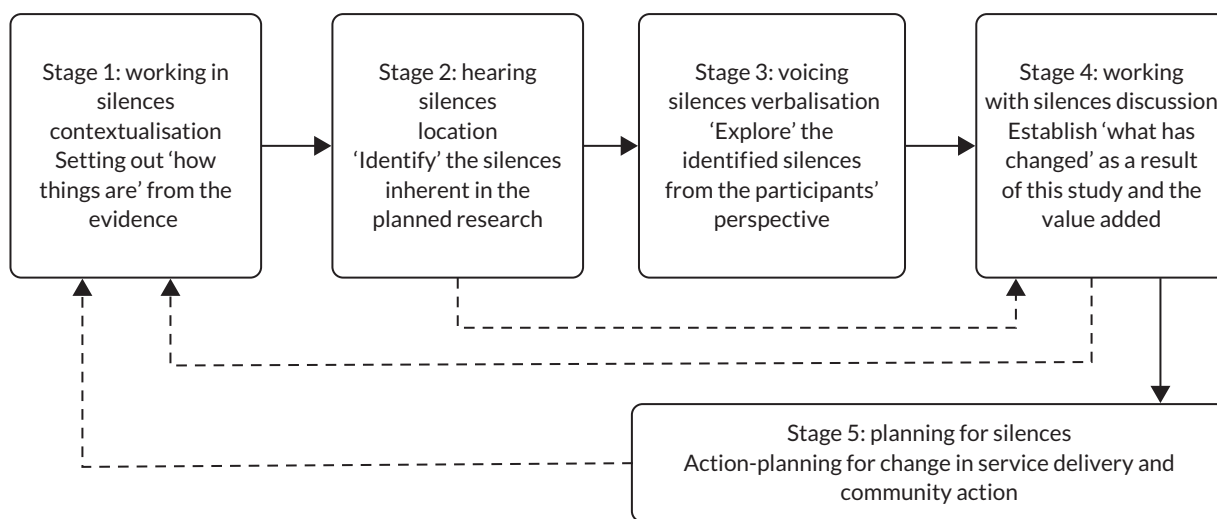 Stage 1: working in
silences
contextualisation
Setting out ‘how
things are’ from the
evidence
Stage 2: hearing
silences
location
‘Identify’ the silences
inherent in the
planned research
Stage 3: voicing
silences verbalisation
‘Explore’ the
identified silences
from the participants’
perspective
Stage 4: working
with silences discussion
Establish ‘what has
changed’ as a result
of this study and the
value added
Stage 5: planning for silences
Action-planning for change in service delivery and
community action